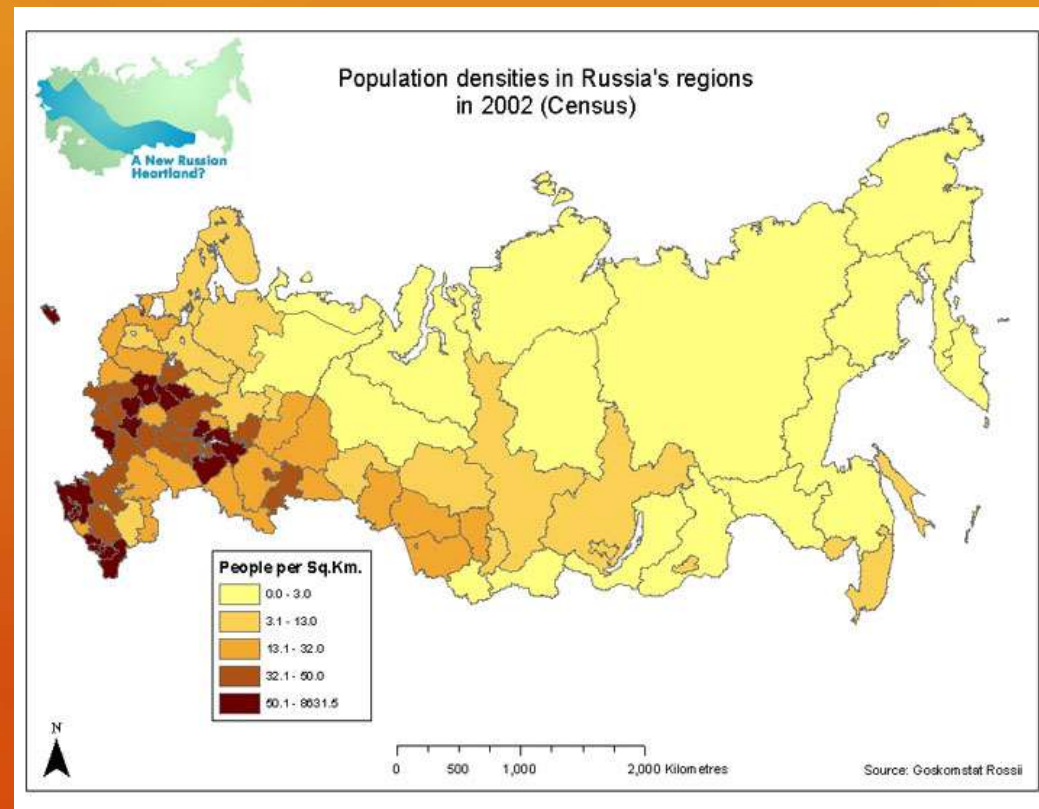 Population densities in Russia's regions
in 2002 (Census)
A New Russian
Heartland?
People per Sq.Km.
0.0 - 3.0
3.1 - 13.0
13.1 - 32.0
32.1 - 50.0
50.1 - 8631.5
N
0 500 1,000 2,000 Kilometres
Source: Goskomstat Rossii